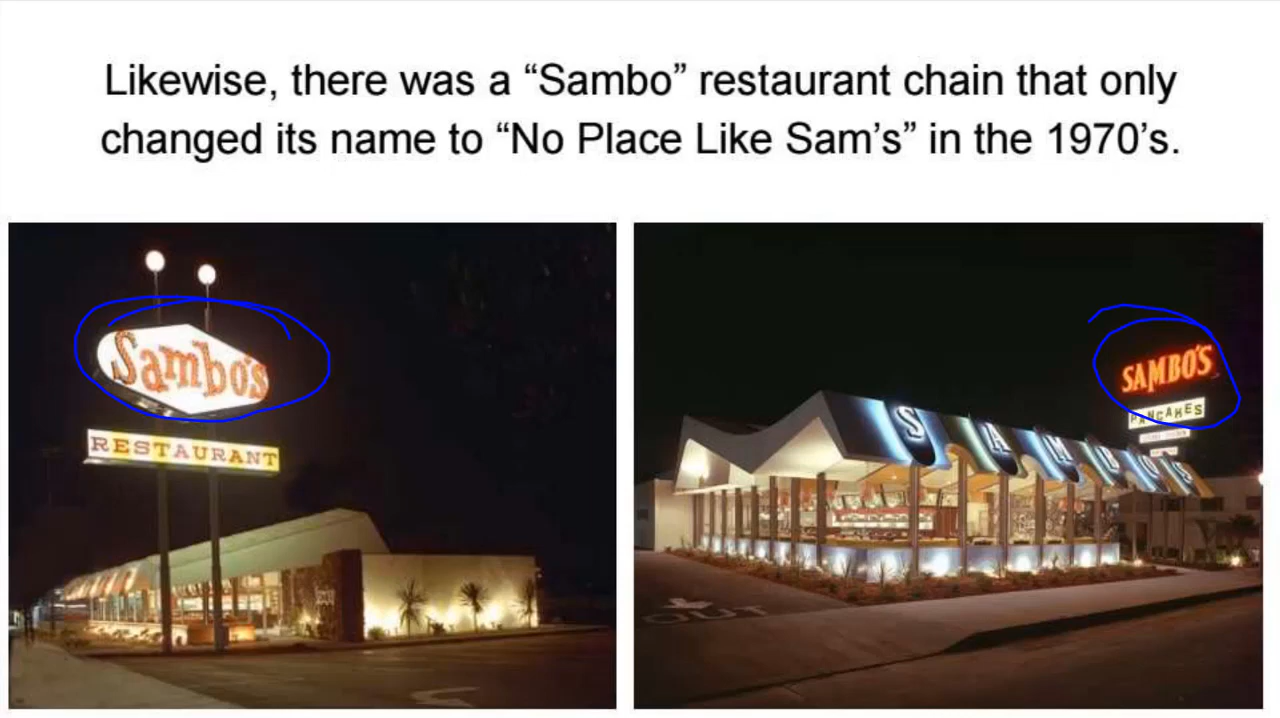 Likewise, there was a “Sambo” restaurant chain that only
changed its name to “No Place Like Sam’s” in the 1970’s.
Sambo's
RESTAURANT
SAMBO'S
PANCAKES
SAMBOS
OUT